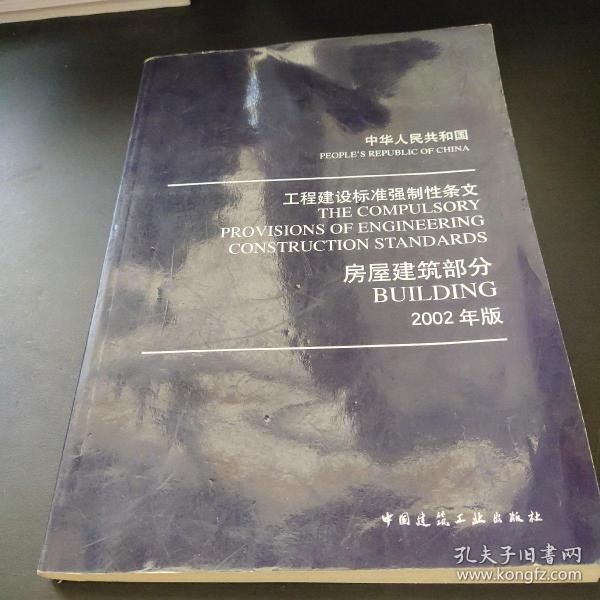 中华人民共和国
PEOPLE'S REPUBLIC OF CHINA
工程建设标准强制性条文
THE COMPULSORY
PROVISIONS OF ENGINEERING
CONSTRUCTION STANDARDS
房屋建筑部分
BUILDING
2002 年版
中国建筑工业出版社
孔夫子旧书网
www.kongfz.com